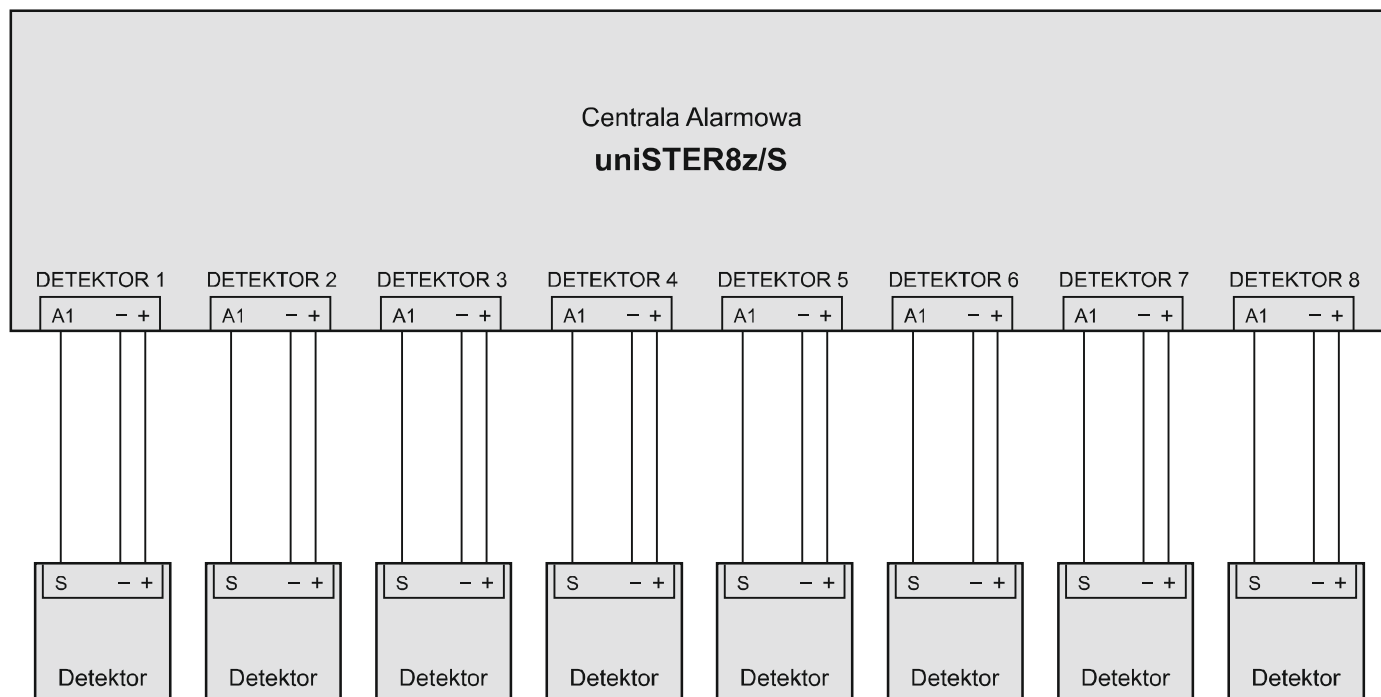 Centrala Alarmowa
uniSTER8z/S
DETEKTOR 1 DETEKTOR 2 DETEKTOR 3 DETEKTOR 4 DETEKTOR 5 DETEKTOR 6 DETEKTOR 7 DETEKTOR 8
A1 − + A1 − + A1 − + A1 − + A1 − + A1 − + A1 − + A1 − +
S − + S − + S − + S − + S − + S − + S − + S − +
Detektor Detektor Detektor Detektor Detektor Detektor Detektor Detektor